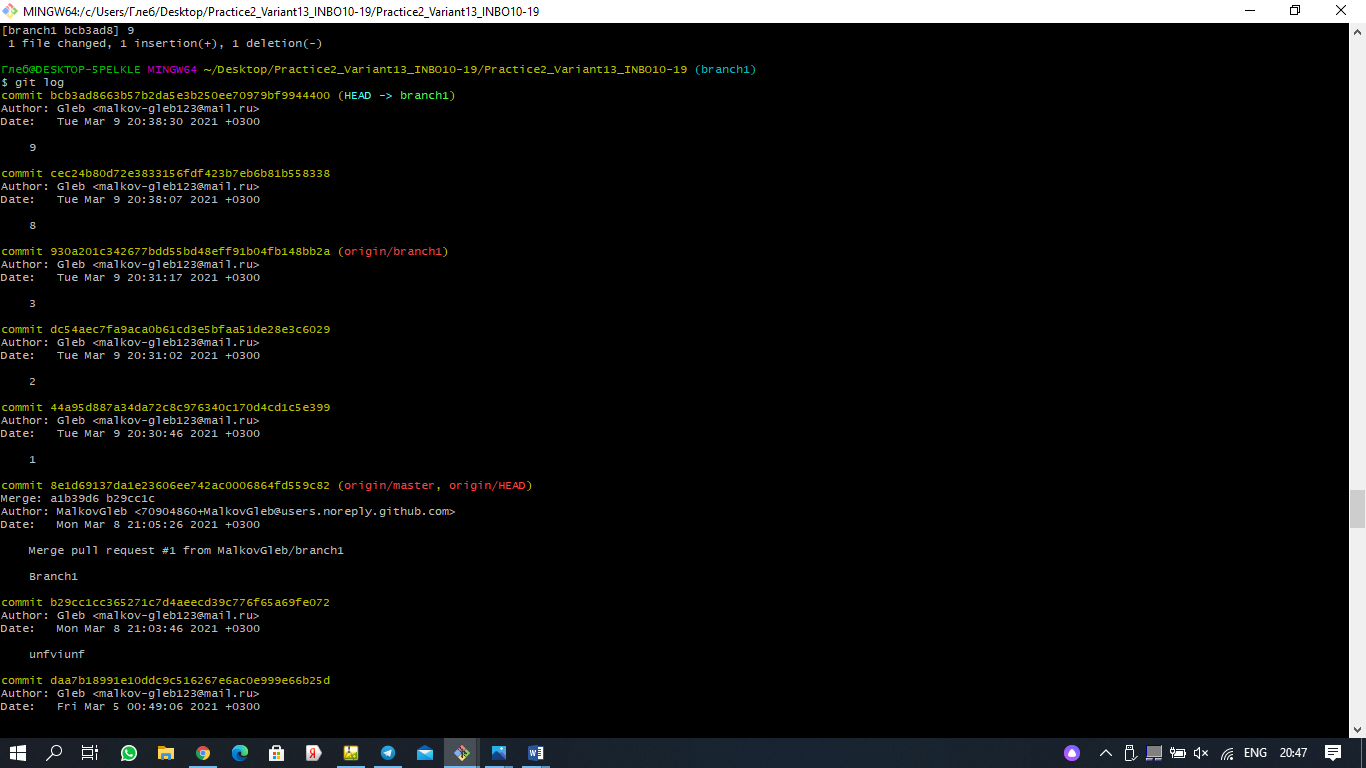 MINGW64:/c/Users/Глеб/Desktop/Practice2_Variant13_INBO10-19/Practice2_Variant13_INBO10-19
[branch1 bcb3ad8] 9
 1 file changed, 1 insertion(+), 1 deletion(-)
Глеб@DESKTOP-5PELKLE MINGW64 ~/Desktop/Practice2_Variant13_INBO10-19/Practice2_Variant13_INBO10-19 (branch1)
$ git log
commit bcb3ad8663b57b2da5e3b250ee70979bf9944400 (HEAD -> branch1)
Author: Gleb <malkov-gleb123@mail.ru>
Date:   Tue Mar 9 20:38:30 2021 +0300
    9
commit cec24b80d72e3833156fdf423b7eb6b81b558338
Author: Gleb <malkov-gleb123@mail.ru>
Date:   Tue Mar 9 20:38:07 2021 +0300
    8
commit 930a201c342677bdd55bd48eff91b04fb148bb2a (origin/branch1)
Author: Gleb <malkov-gleb123@mail.ru>
Date:   Tue Mar 9 20:31:17 2021 +0300
    3
commit dc54aec7fa9aca0b61cd3e5bfaa51de28e3c6029
Author: Gleb <malkov-gleb123@mail.ru>
Date:   Tue Mar 9 20:31:02 2021 +0300
    2
commit 44a95d887a34da72c8c976340c170d4cd1c5e399
Author: Gleb <malkov-gleb123@mail.ru>
Date:   Tue Mar 9 20:30:46 2021 +0300
    1
commit 8e1d69137da1e23606ee742ac0006864fd559c82 (origin/master, origin/HEAD)
Merge: a1b39d6 b29cc1c
Author: MalkovGleb <70904860+MalkovGleb@users.noreply.github.com>
Date:   Mon Mar 8 21:05:26 2021 +0300
    Merge pull request #1 from MalkovGleb/branch1
    Branch1
commit b29cc1cc365271c7d4aeecd39c776f65a69fe072
Author: Gleb <malkov-gleb123@mail.ru>
Date:   Mon Mar 8 21:03:46 2021 +0300
    unfviunf
commit daa7b18991e10ddc9c516267e6ac0e999e66b25d
Author: Gleb <malkov-gleb123@mail.ru>
Date:   Fri Mar 5 00:49:06 2021 +0300
ENG 20:47